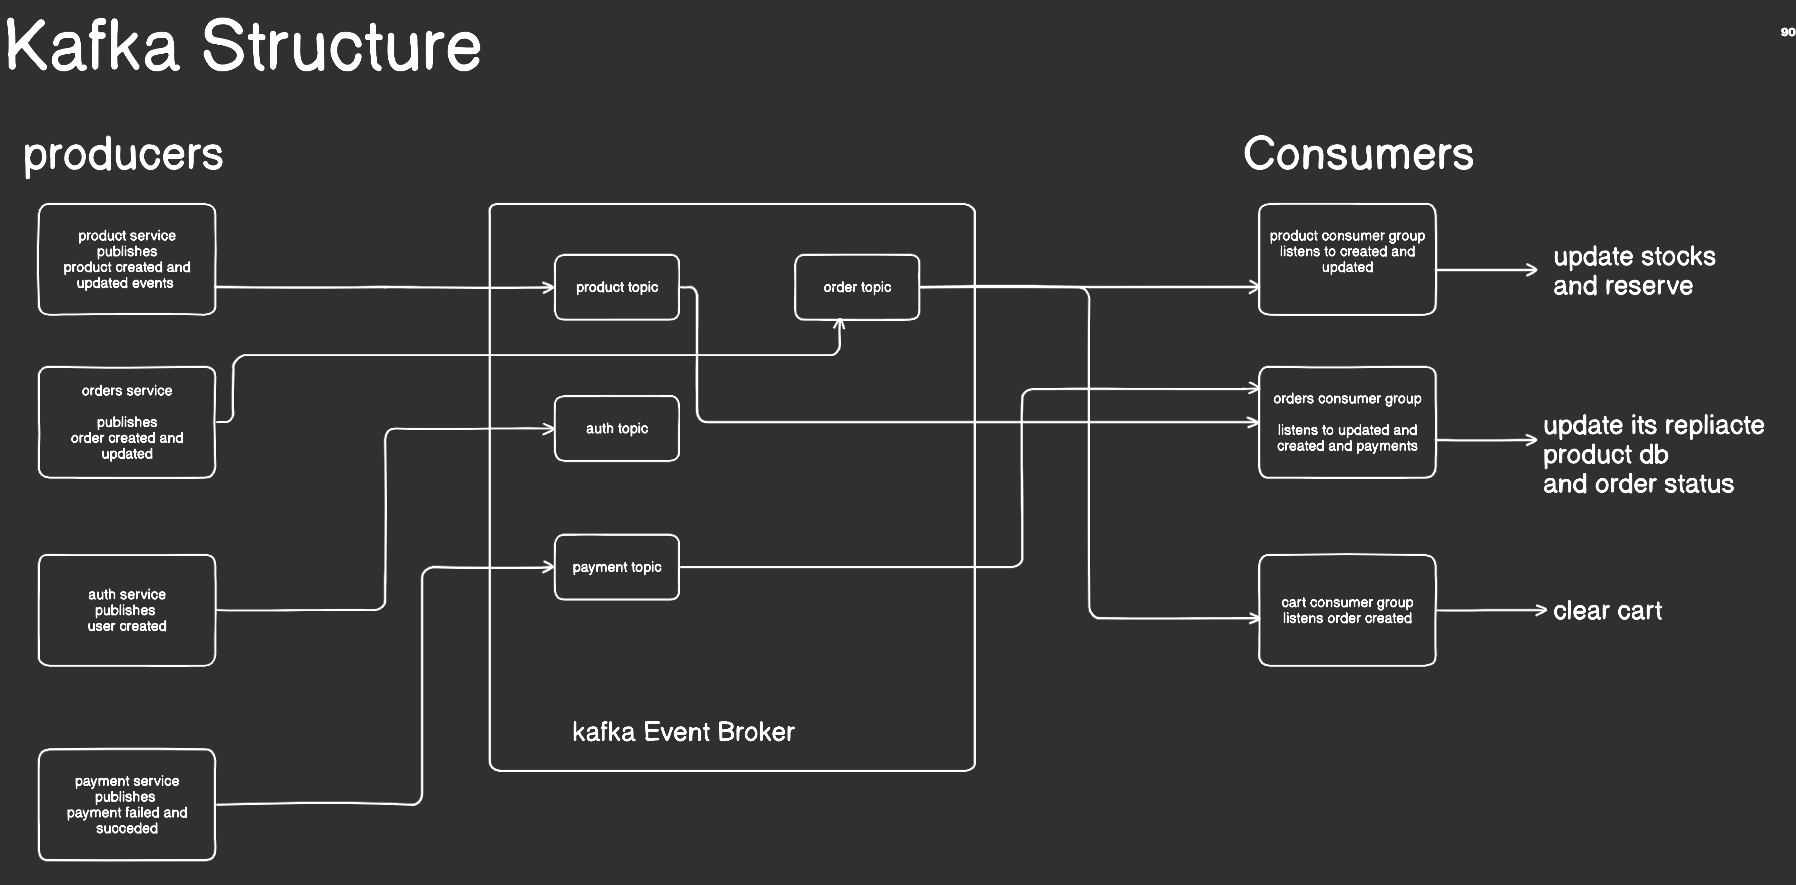 Kafka Structure
90
producers
Consumers
product service
publishes
product created and
updated events
product topic
order topic
product consumer group
listens to created and
updated
update stocks
and reserve
orders service
publishes
order created and
updated
auth topic
orders consumer group
listens to updated and
created and payments
update its repliacte
product db
and order status
auth service
publishes
user created
payment topic
cart consumer group
listens order created
clear cart
kafka Event Broker
payment service
publishes
payment failed and
succeded